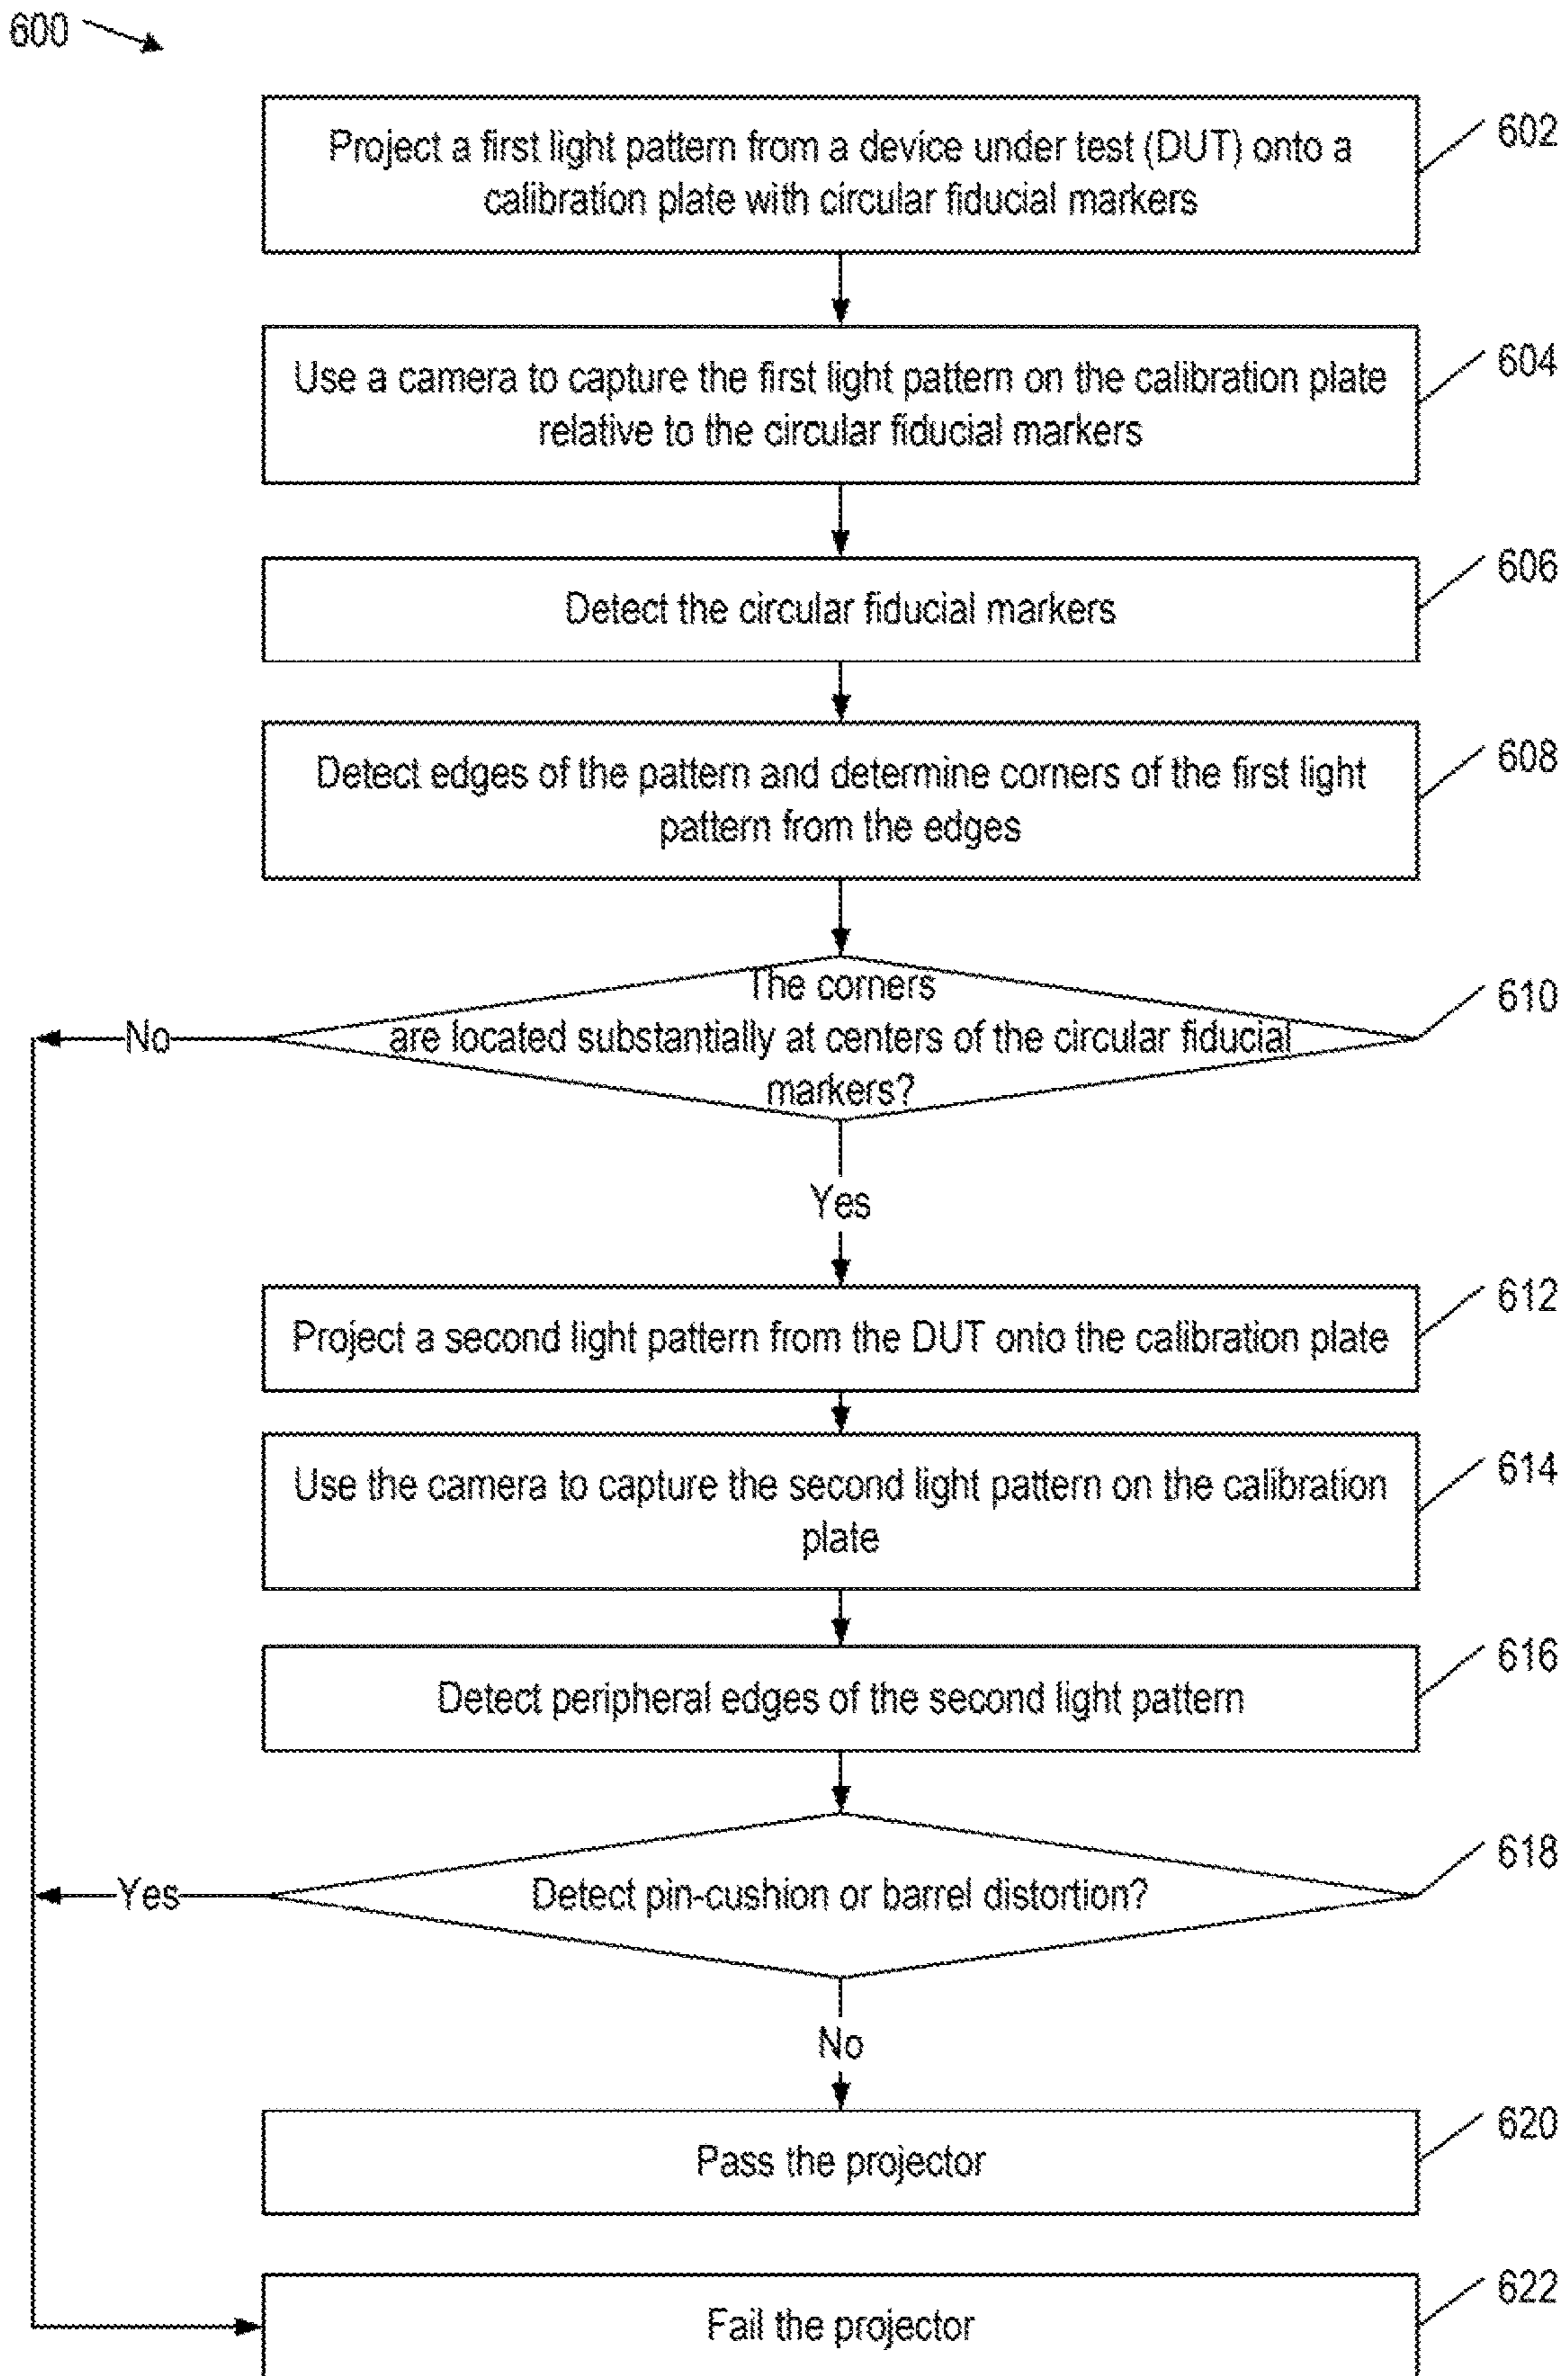 600
Project a first light pattern from a device under test (DUT) onto a
calibration plate with circular fiducial markers
602
Use a camera to capture the first light pattern on the calibration plate
relative to the circular fiducial markers
604
Detect the circular fiducial markers
606
Detect edges of the pattern and determine corners of the first light
pattern from the edges
608
The corners
are located substantially at centers of the circular fiducial
markers?
610
No
Yes
Project a second light pattern from the DUT onto the calibration plate
612
Use the camera to capture the second light pattern on the calibration
plate
614
Detect peripheral edges of the second light pattern
616
Detect pin-cushion or barrel distortion?
618
Yes
No
Pass the projector
620
Fail the projector
622